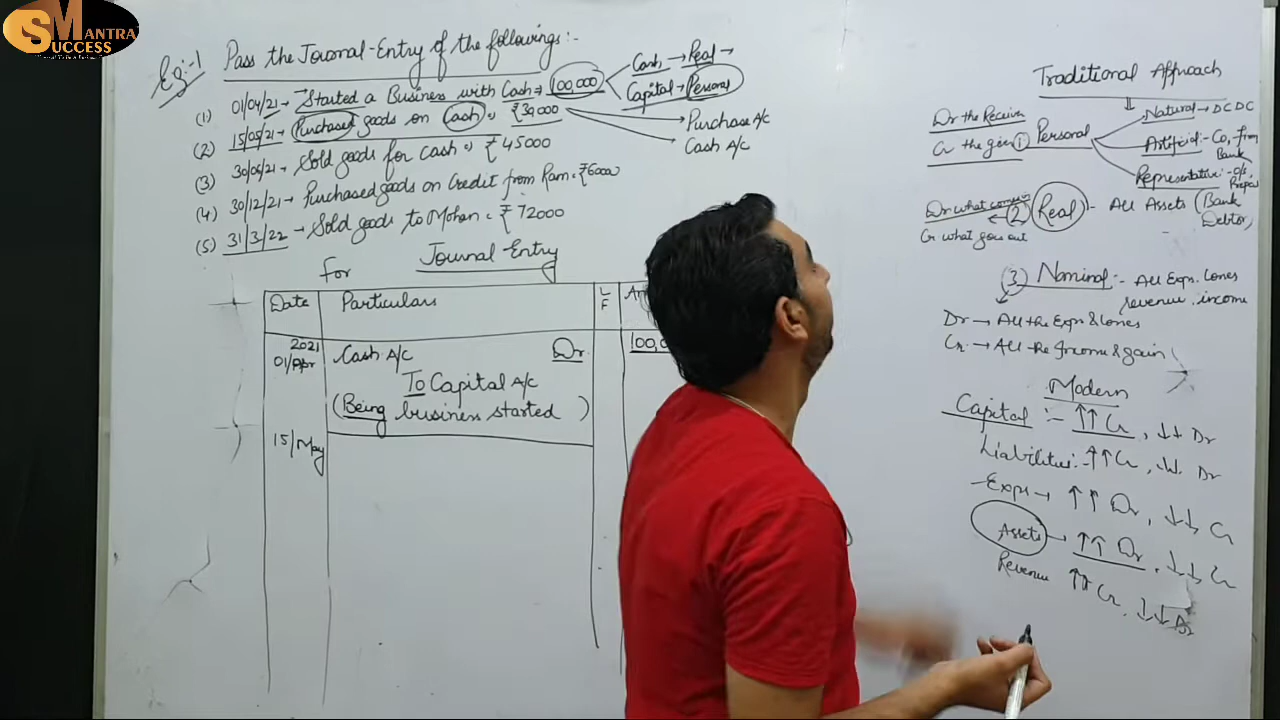 SUCCESS MANTRA
Eg:-1 Pass the Journal-Entry of the followings:-
(1) 01/04/21 → Started a Business with Cash = 100,000
Cash → Real →
Capital → Personal
(2) 15/05/21 - Purchased goods on Cash = ₹30,000
Purchase A/c
Cash A/c
(3) 30/06/21 - Sold goods for Cash = ₹45000
(4) 30/12/21 - Purchased goods on Credit from Ram = ₹6000
(5) 31/3/22 → Sold goods to Mohan = ₹72000
Journal Entry
For
Date Particulars L F
2021
01/Apr Cash A/c Dr 100,0
To Capital A/c
(Being business started )
15/May
Traditional Approach
Dr the Receiver
Cr the giver
① Personal
Natural → DCDC
Artificial - Co, firm
Bank
Representative - o/s,
Prepaid
Dr what comes in
Cr what goes out
② Real - All Assets (Bank
Debtor)
③ Nominal :- All Exps. Losses
revenue, income
Dr → All the Exps & Losses
Cr → All the Income & gain
Modern
Capital :- ↑↑ Cr, ↓↓ Dr
Liabilities :- ↑↑ Cr, ↓↓ Dr
Exps → ↑↑ Dr, ↓↓ Cr
Assets → ↑↑ Dr, ↓↓ Cr
Revenue ↑↑ Cr, ↓↓ Dr